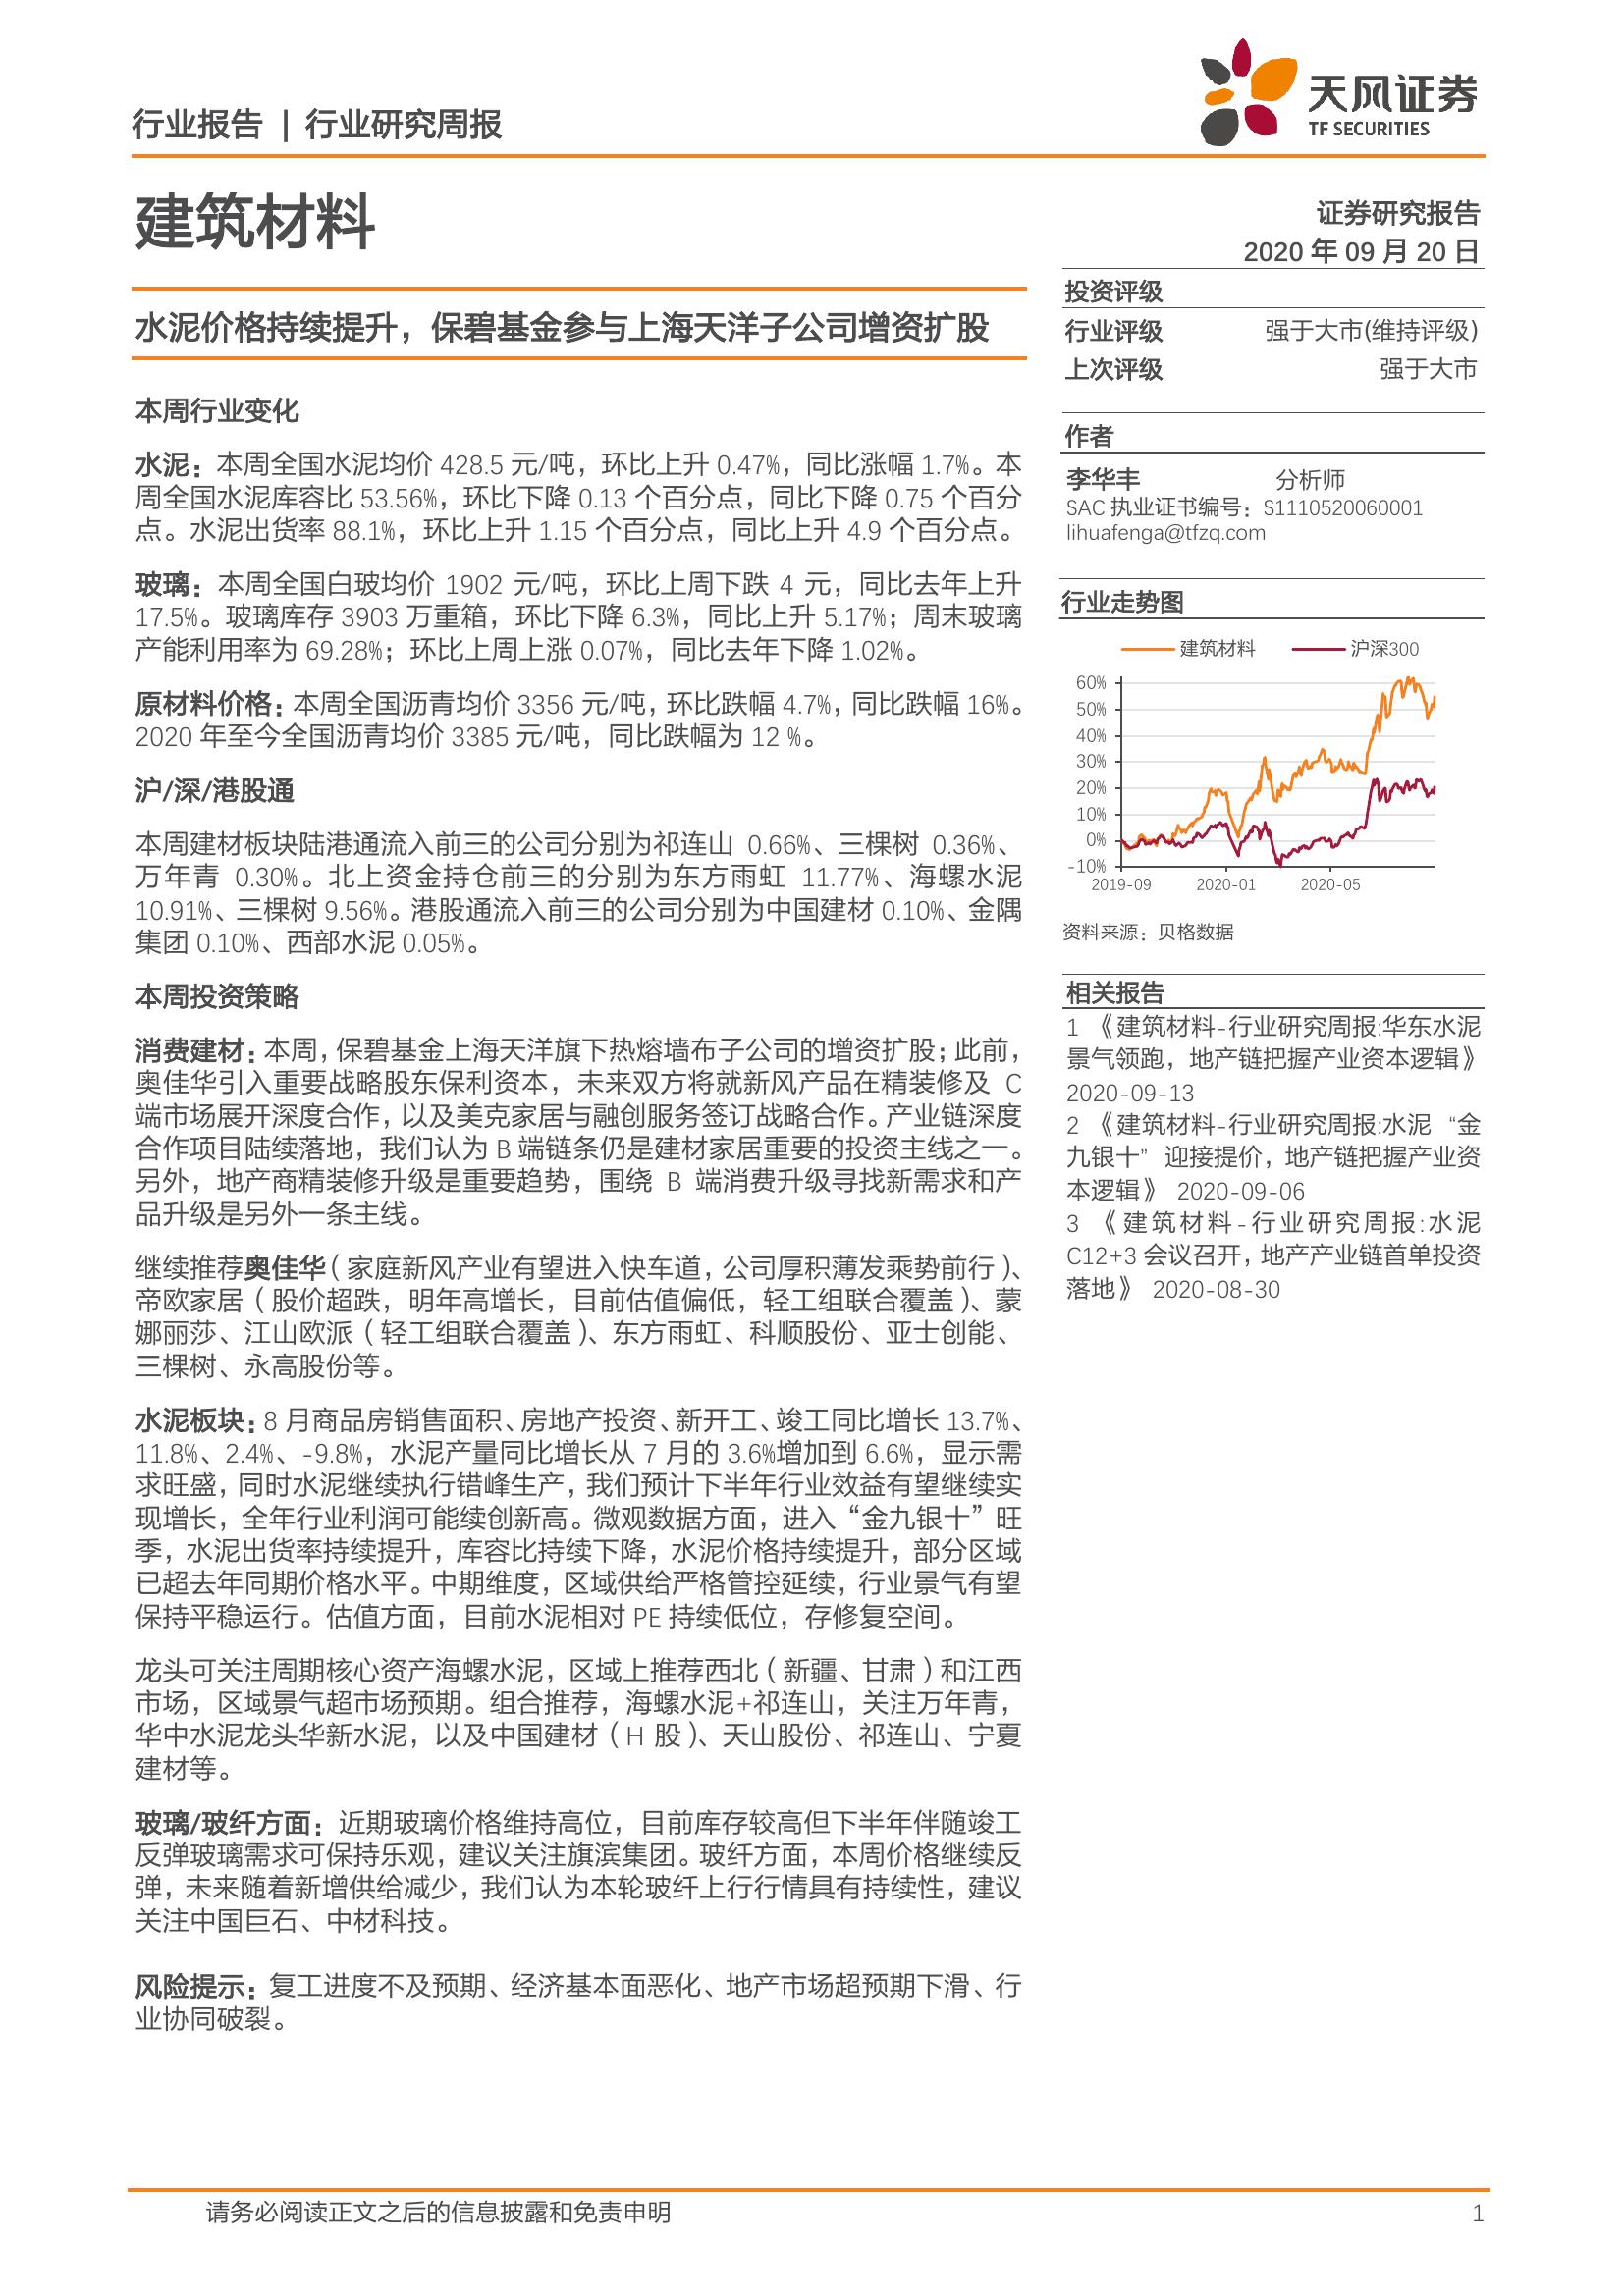 行业报告 | 行业研究周报
天风证券
TF SECURITIES
建筑材料
证券研究报告
2020 年 09 月 20 日
水泥价格持续提升，保碧基金参与上海天洋子公司增资扩股
本周行业变化
水泥：本周全国水泥均价 428.5 元/吨，环比上升 0.47%，同比涨幅 1.7%。本
周全国水泥库容比 53.56%，环比下降 0.13 个百分点，同比下降 0.75 个百分
点。水泥出货率 88.1%，环比上升 1.15 个百分点，同比上升 4.9 个百分点。
玻璃：本周全国白玻均价 1902 元/吨，环比上周下跌 4 元，同比去年上升
17.5%。玻璃库存 3903 万重箱，环比下降 6.3%，同比上升 5.17%；周末玻璃
产能利用率为 69.28%；环比上周上涨 0.07%，同比去年下降 1.02%。
原材料价格：本周全国沥青均价 3356 元/吨，环比跌幅 4.7%，同比跌幅 16%。
2020 年至今全国沥青均价 3385 元/吨，同比跌幅为 12 %。
沪/深/港股通
本周建材板块陆港通流入前三的公司分别为祁连山 0.66%、三棵树 0.36%、
万年青 0.30%。北上资金持仓前三的分别为东方雨虹 11.77%、海螺水泥
10.91%、三棵树 9.56%。港股通流入前三的公司分别为中国建材 0.10%、金隅
集团 0.10%、西部水泥 0.05%。
本周投资策略
消费建材：本周，保碧基金上海天洋旗下热熔墙布子公司的增资扩股；此前，
奥佳华引入重要战略股东保利资本，未来双方将就新风产品在精装修及 C
端市场展开深度合作，以及美克家居与融创服务签订战略合作。产业链深度
合作项目陆续落地，我们认为 B 端链条仍是建材家居重要的投资主线之一。
另外，地产商精装修升级是重要趋势，围绕 B 端消费升级寻找新需求和产
品升级是另外一条主线。
继续推荐奥佳华（家庭新风产业有望进入快车道，公司厚积薄发乘势前行）、
帝欧家居（股价超跌，明年高增长，目前估值偏低，轻工组联合覆盖）、蒙
娜丽莎、江山欧派（轻工组联合覆盖）、东方雨虹、科顺股份、亚士创能、
三棵树、永高股份等。
水泥板块：8 月商品房销售面积、房地产投资、新开工、竣工同比增长 13.7%、
11.8%、2.4%、-9.8%，水泥产量同比增长从 7 月的 3.6%增加到 6.6%，显示需
求旺盛，同时水泥继续执行错峰生产，我们预计下半年行业效益有望继续实
现增长，全年行业利润可能续创新高。微观数据方面，进入“金九银十”旺
季，水泥出货率持续提升，库容比持续下降，水泥价格持续提升，部分区域
已超去年同期价格水平。中期维度，区域供给严格管控延续，行业景气有望
保持平稳运行。估值方面，目前水泥相对 PE 持续低位，存修复空间。
龙头可关注周期核心资产海螺水泥，区域上推荐西北（新疆、甘肃）和江西
市场，区域景气超市场预期。组合推荐，海螺水泥+祁连山，关注万年青，
华中水泥龙头华新水泥，以及中国建材（H 股）、天山股份、祁连山、宁夏
建材等。
玻璃/玻纤方面：近期玻璃价格维持高位，目前库存较高但下半年伴随竣工
反弹玻璃需求可保持乐观，建议关注旗滨集团。玻纤方面，本周价格继续反
弹，未来随着新增供给减少，我们认为本轮玻纤上行行情具有持续性，建议
关注中国巨石、中材科技。
风险提示：复工进度不及预期、经济基本面恶化、地产市场超预期下滑、行
业协同破裂。
投资评级
行业评级 强于大市(维持评级)
上次评级 强于大市
作者
李华丰 分析师
SAC 执业证书编号：S1110520060001
lihuafenga@tfzq.com
行业走势图
建筑材料 沪深300
60%
50%
40%
30%
20%
10%
0%
-10%
2019-09 2020-01 2020-05
资料来源：贝格数据
相关报告
1 《建筑材料-行业研究周报:华东水泥
景气领跑，地产链把握产业资本逻辑》
2020-09-13
2 《建筑材料-行业研究周报:水泥 “金
九银十” 迎接提价，地产链把握产业资
本逻辑》 2020-09-06
3 《建筑材料-行业研究周报:水泥
C12+3 会议召开，地产产业链首单投资
落地》 2020-08-30
请务必阅读正文之后的信息披露和免责申明 1